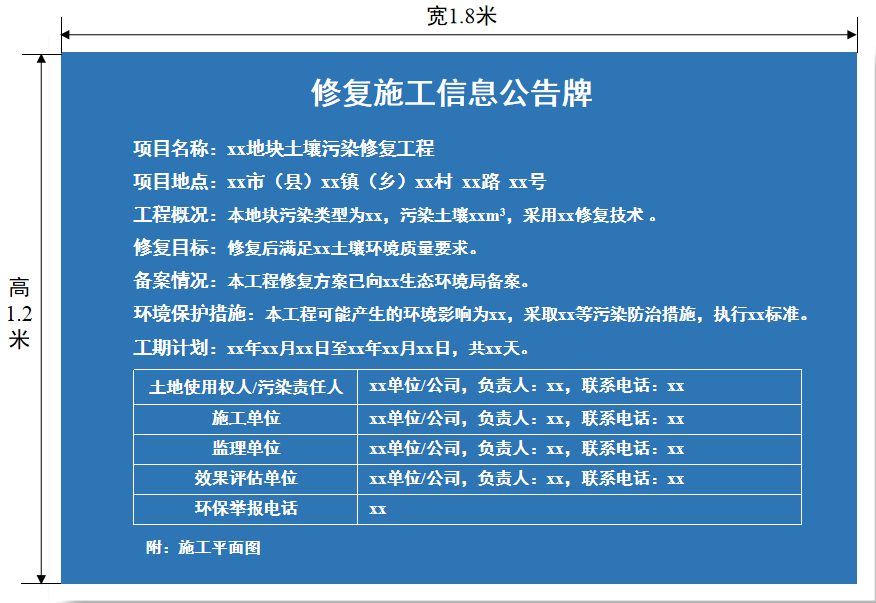 宽1.8米
修复施工信息公告牌
项目名称：xx地块土壤污染修复工程
项目地点：xx市（县）xx镇（乡）xx村 xx路 xx号
工程概况：本地块污染类型为xx，污染土壤xxm³，采用xx修复技术 。
修复目标：修复后满足xx土壤环境质量要求。
备案情况：本工程修复方案已向xx生态环境局备案。
环境保护措施：本工程可能产生的环境影响为xx，采取xx等污染防治措施，执行xx标准。
工期计划：xx年xx月xx日至xx年xx月xx日，共xx天。
土地使用权人/污染责任人 xx单位/公司，负责人：xx，联系电话：xx
施工单位 xx单位/公司，负责人：xx，联系电话：xx
监理单位 xx单位/公司，负责人：xx，联系电话：xx
效果评估单位 xx单位/公司，负责人：xx，联系电话：xx
环保举报电话 xx
附：施工平面图
高
1.2
米